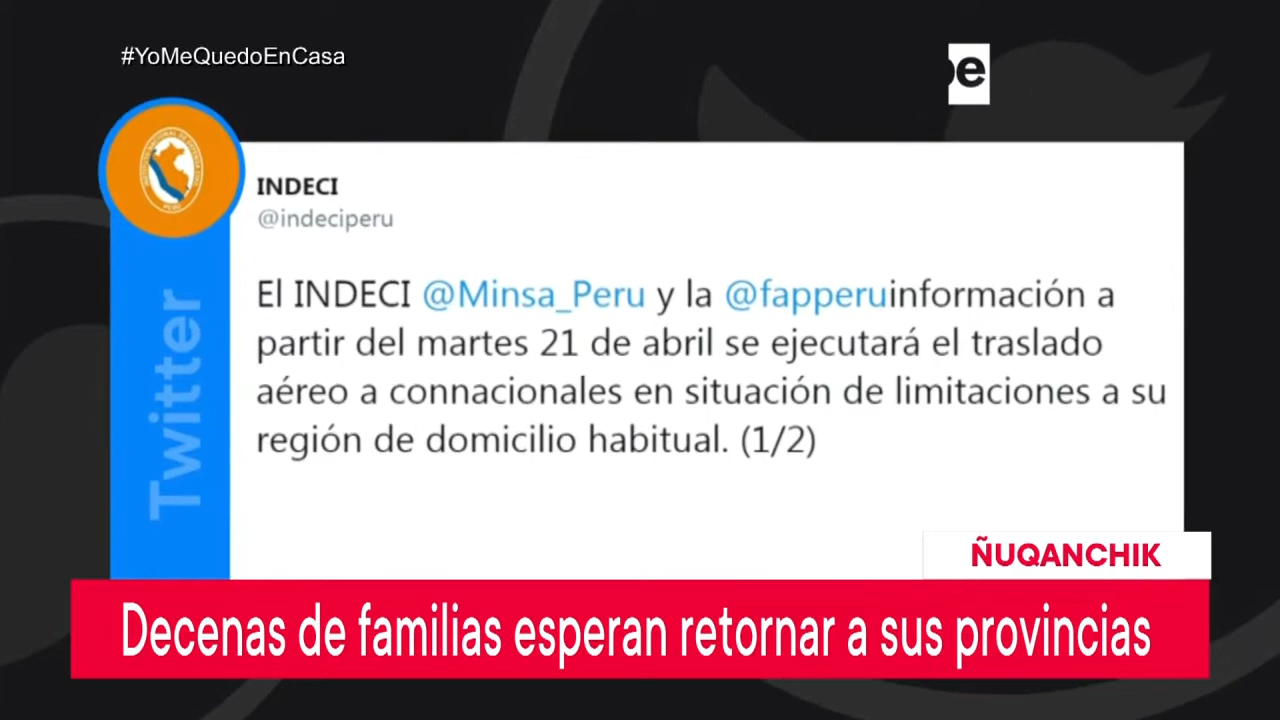 #YoMeQuedoEnCasa
INDECI
@indeciperu
El INDECI @Minsa_Peru y la @fapperuinformación a
partir del martes 21 de abril se ejecutará el traslado
aéreo a connacionales en situación de limitaciones a su
región de domicilio habitual. (1/2)
Twitter
ÑUQANCHIK
Decenas de familias esperan retornar a sus provincias